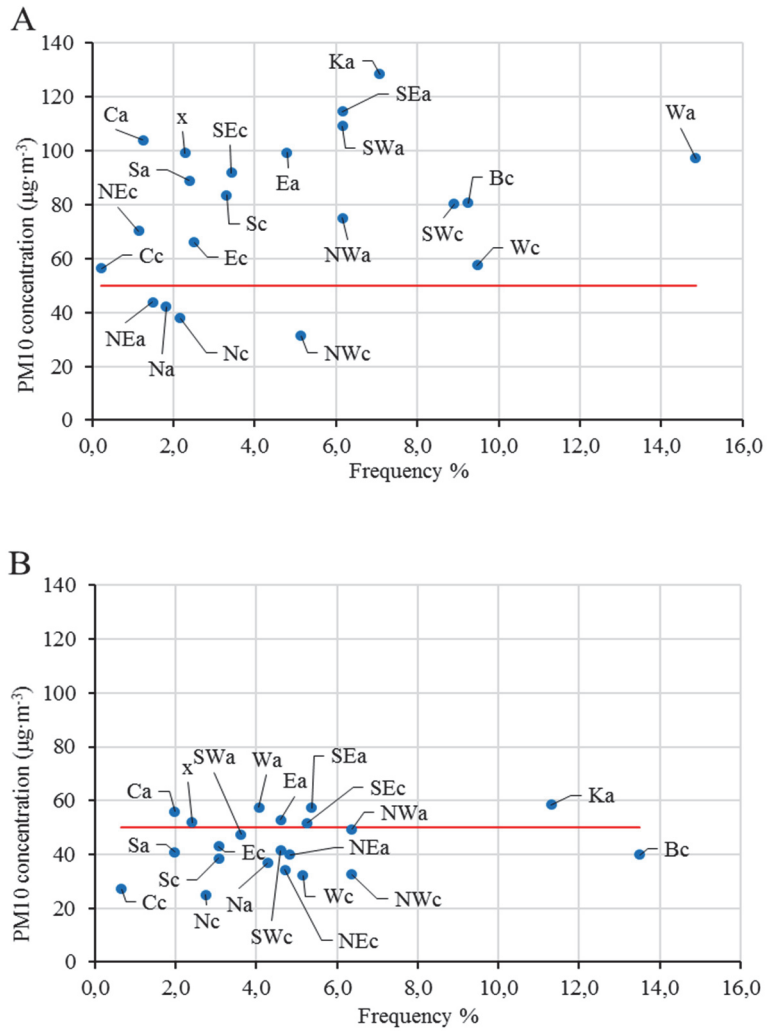 A
140
Ka
120
SEa
Ca
x
SEc
Wa
100
SWa
Sa
Ea
Bc
NEc
80
Sc
SWc
NWa
Cc
Ec
Wc
60
40
NEa
Na
Nc
NWc
20
0
0,0 2,0 4,0 6,0 8,0 10,0 12,0 14,0 16,0
Frequency %
PM10 concentration (µg·m-3)
B
140
120
100
80
SWa
Wa
SEa
x
Ea
SEc
Ca
Ka
60
NWa
Sa
Ec
NEa
Bc
40
Sc
Cc
Nc
Na
Wc
NWc
20
SWc
NEc
0
0,0 2,0 4,0 6,0 8,0 10,0 12,0 14,0 16,0
Frequency %
PM10 concentration (µg·m-3)